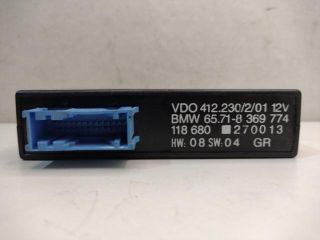 VDO 412.230/2/01 12V
BMW 65.71-8 369 774
118 680 270013
HW: 08 SW: 04 GR